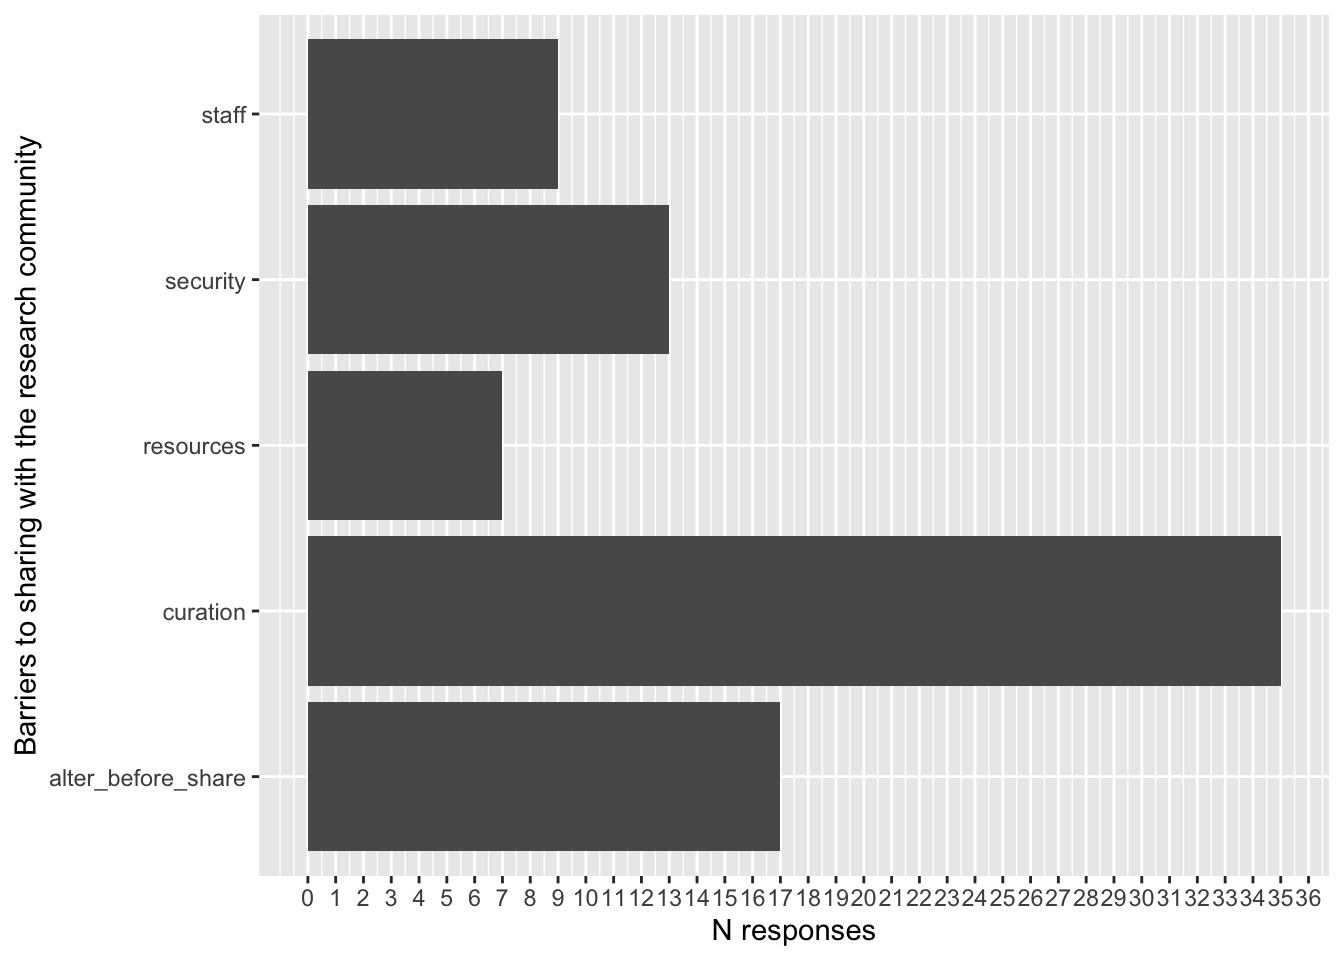 Barriers to sharing with the research community
staff
security
resources
curation
alter_before_share
0 1 2 3 4 5 6 7 8 9 10 11 12 13 14 15 16 17 18 19 20 21 22 23 24 25 26 27 28 29 30 31 32 33 34 35 36
N responses